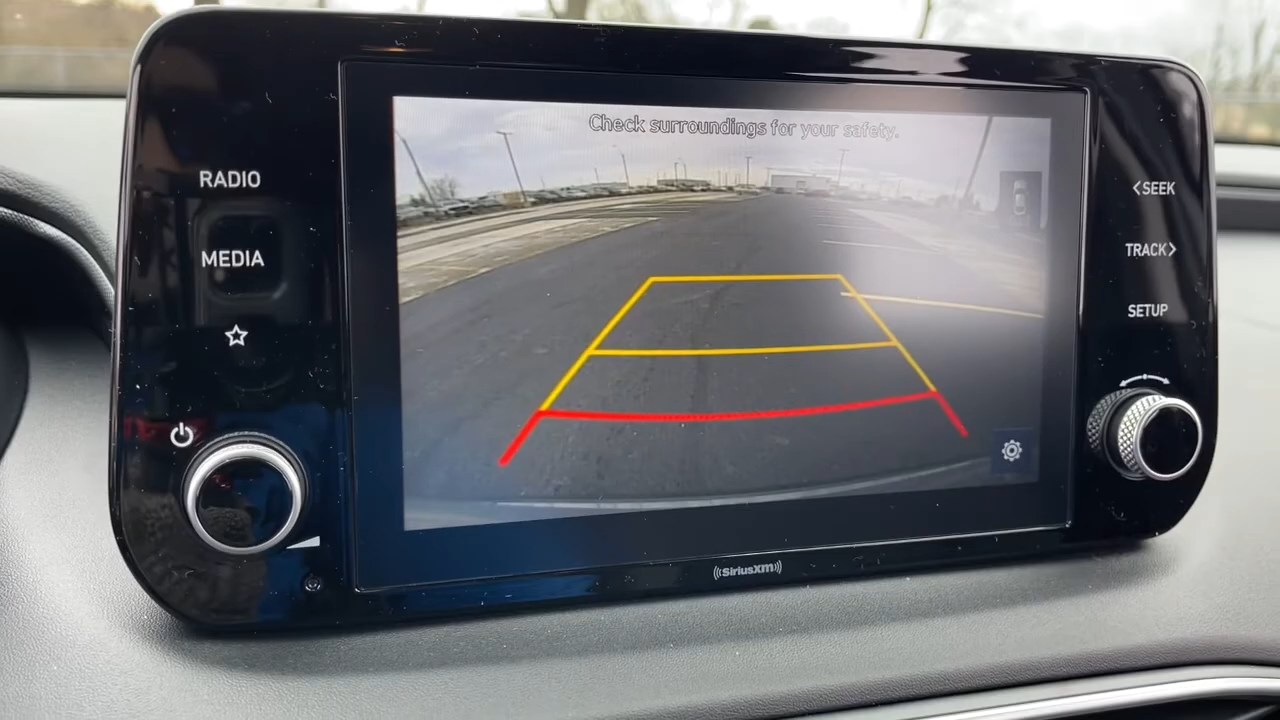 Check surroundings for your safety.
RADIO
MEDIA
<SEEK
TRACK>
SETUP
((SiriusXM))